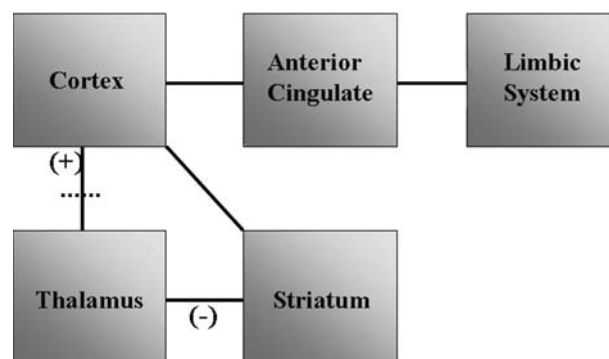 Cortex
Anterior
Cingulate
Limbic
System
(+)
......
Thalamus
(-)
Striatum